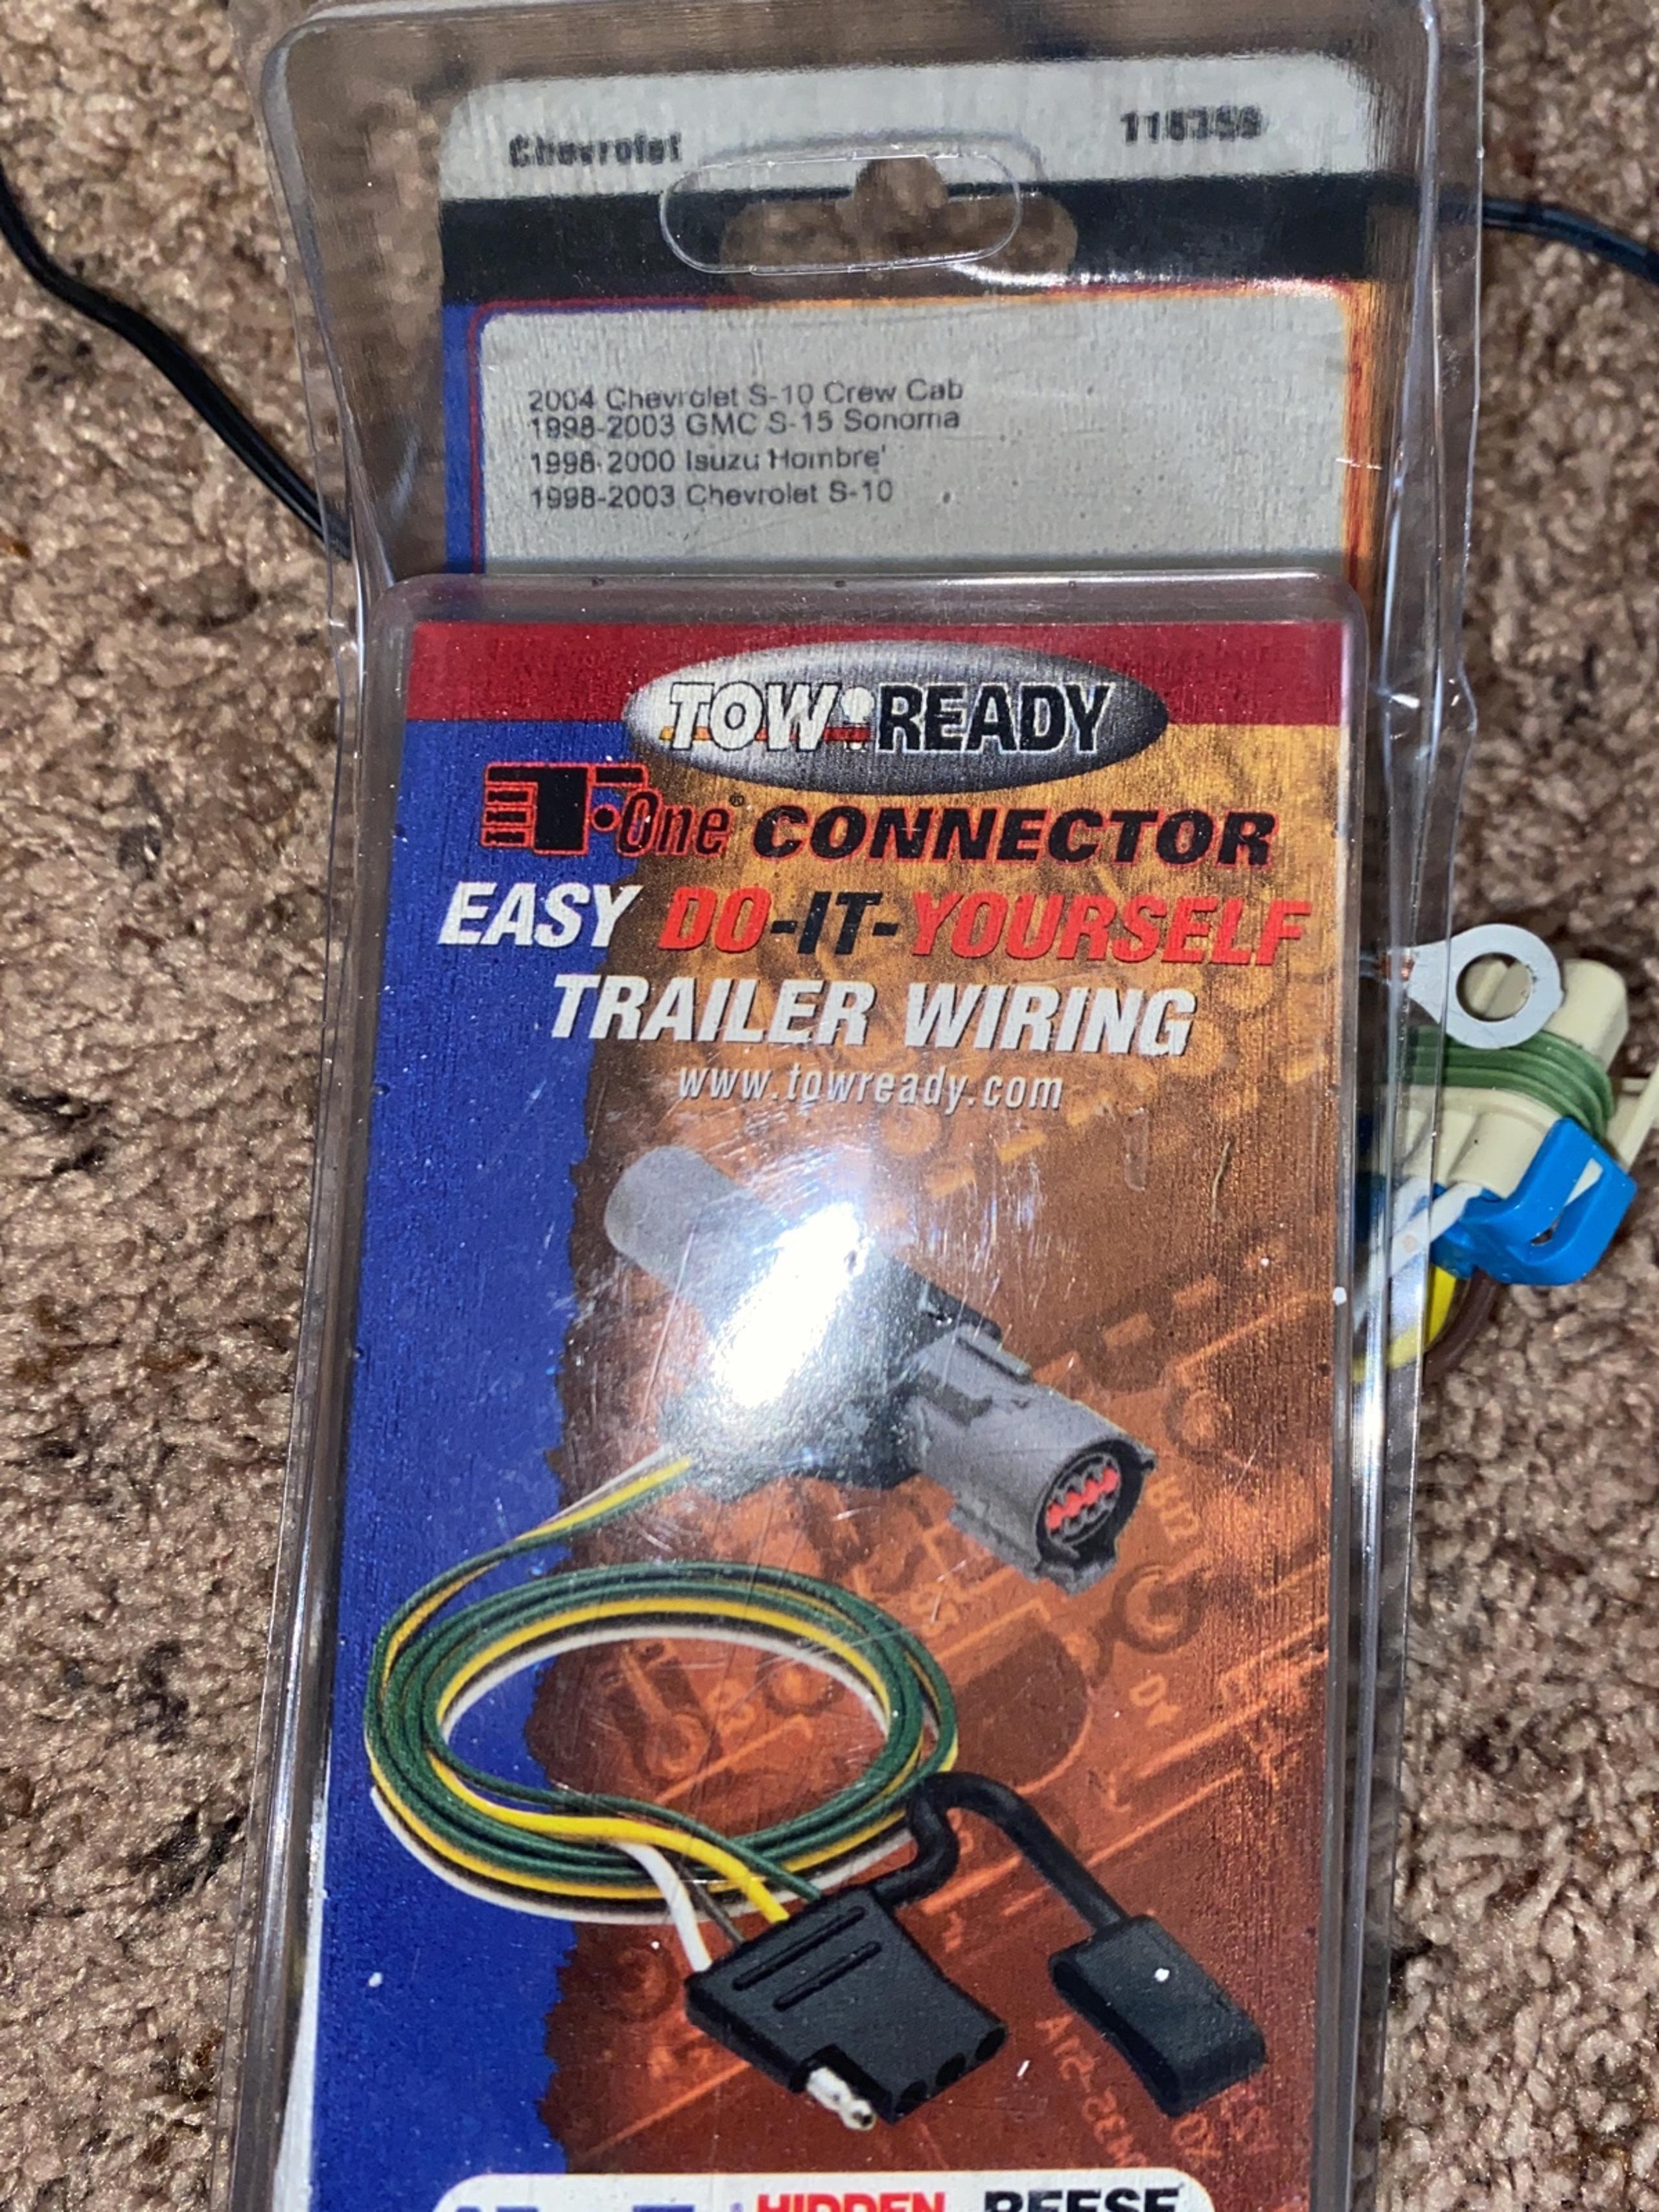 Chevrolet 118358
2004 Chevrolet S-10 Crew Cab
1998-2003 GMC S-15 Sonoma
1998-2000 Isuzu Hombre'
1998-2003 Chevrolet S-10
TOW READY
T-One® CONNECTOR
EASY DO-IT-YOURSELF
TRAILER WIRING
www.towready.com
HIDDEN REESE